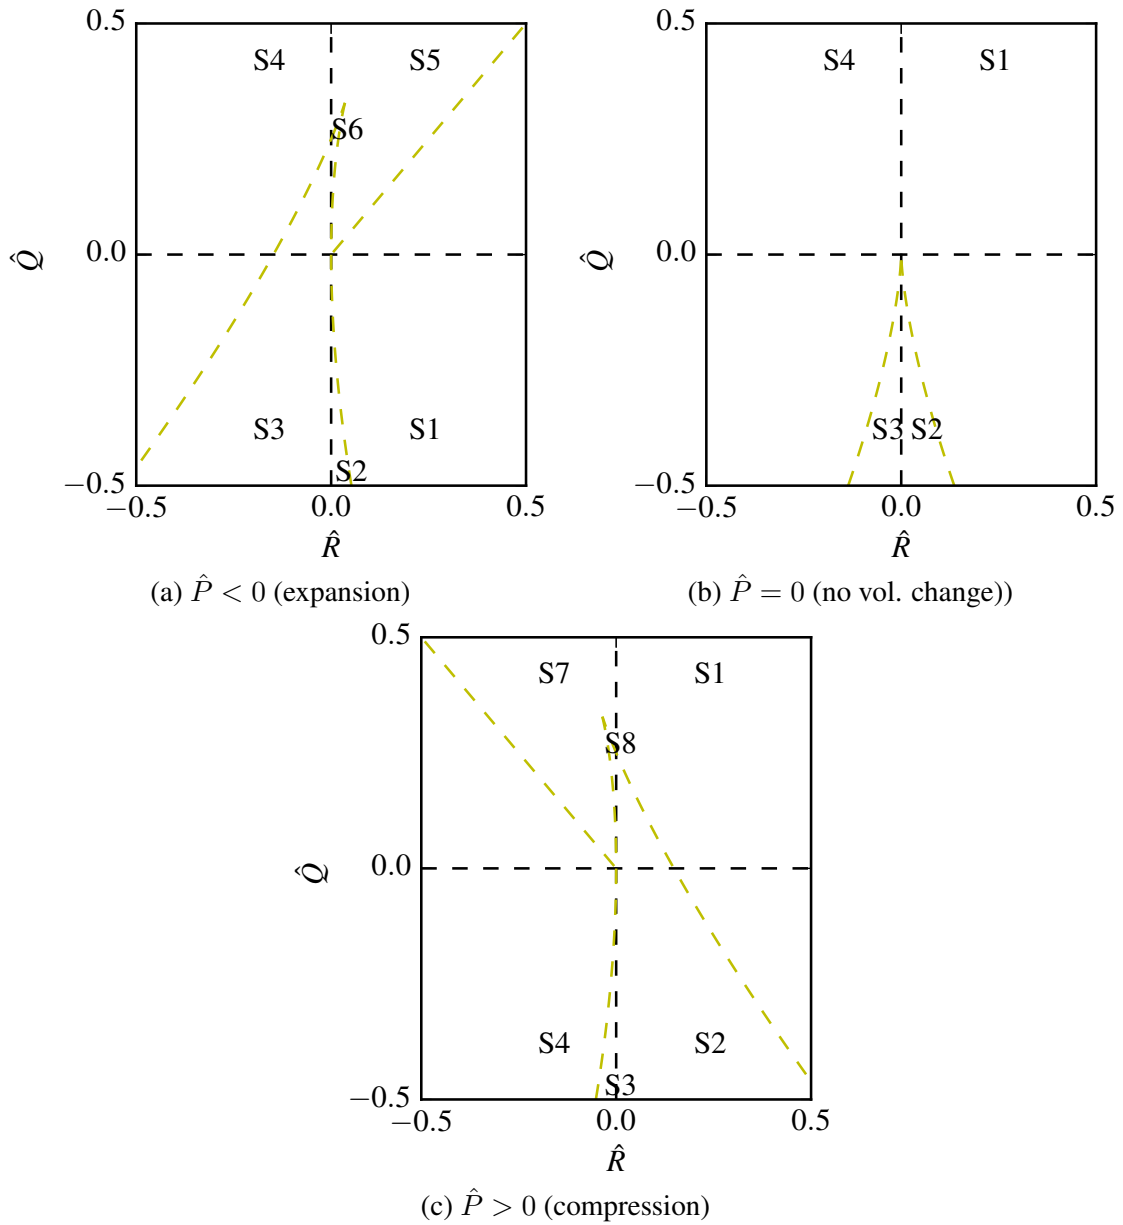 0.5
S4
S5
S6
0.0
Q̂
S3
S1
S2
−0.5
−0.5
0.0
0.5
R̂
(a) P̂ < 0 (expansion)
0.5
S4
S1
0.0
Q̂
S3
S2
−0.5
−0.5
0.0
0.5
R̂
(b) P̂ = 0 (no vol. change))
0.5
S7
S1
S8
0.0
Q̂
S4
S2
S3
−0.5
−0.5
0.0
0.5
R̂
(c) P̂ > 0 (compression)